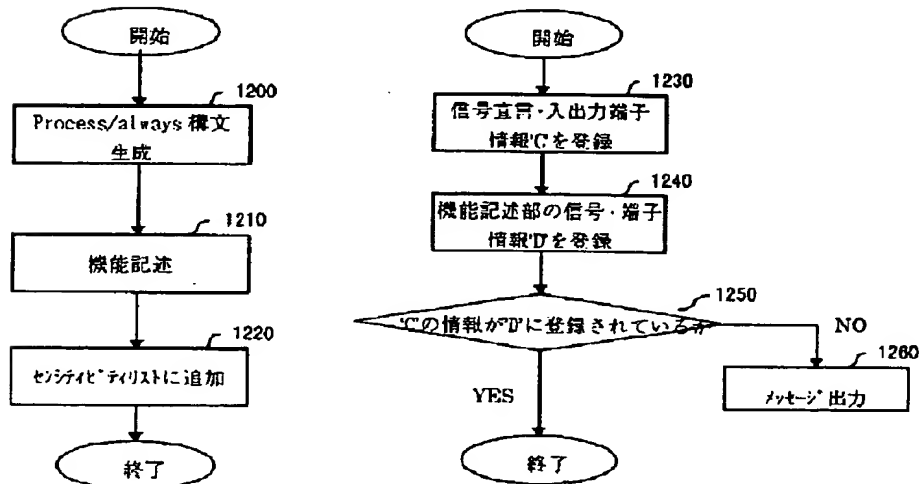 開始
1200
Process/always 構文
生成
1210
機能記述
1220
ｾﾝｼﾃｨﾋﾞﾃｨﾘｽﾄに追加
終了
開始
1230
信号宣言・入出力端子
情報'C'を登録
1240
機能記述部の信号・端子
情報'D'を登録
1250
'C'の情報が'D'に登録されているか
NO
1260
ﾒｯｾｰｼﾞ出力
YES
終了